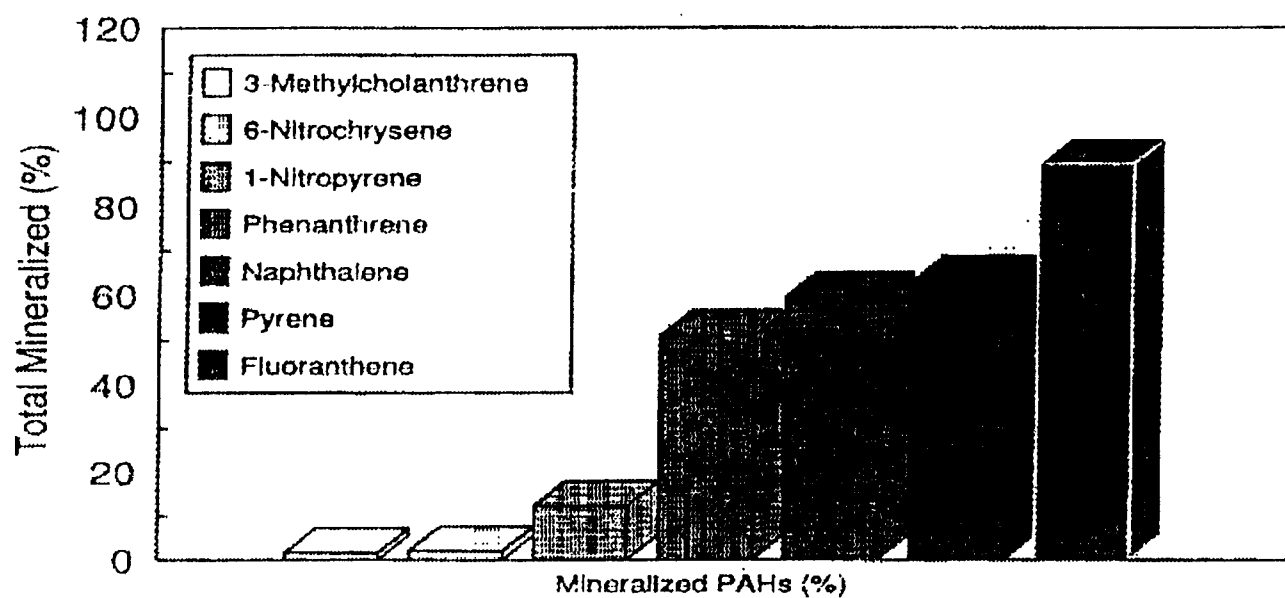 120
100
80
60
40
20
0
Total Mineralized (%)
3-Methylcholanthrene
6-Nitrochrysene
1-Nitropyrene
Phenanthrene
Naphthalene
Pyrene
Fluoranthene
Mineralized PAHs (%)